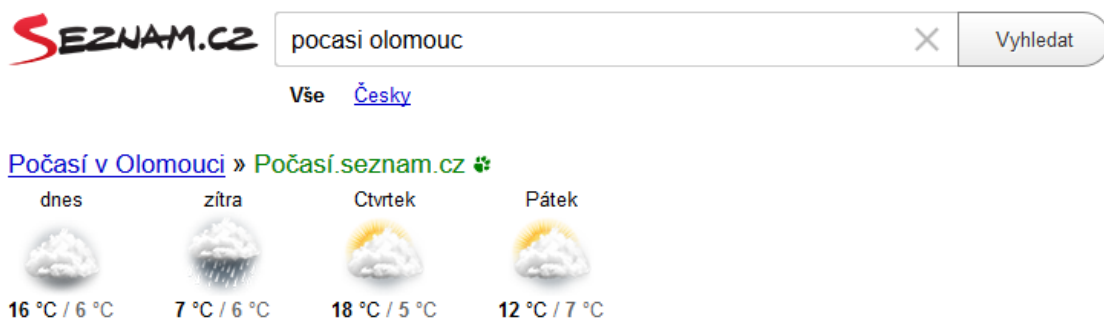 SEZNAM.CZ pocasi olomouc Vyhledat
Vše Česky
Počasí v Olomouci » Počasí.seznam.cz
dnes zítra Čtvrtek Pátek
16 °C / 6 °C 7 °C / 6 °C 18 °C / 5 °C 12 °C / 7 °C